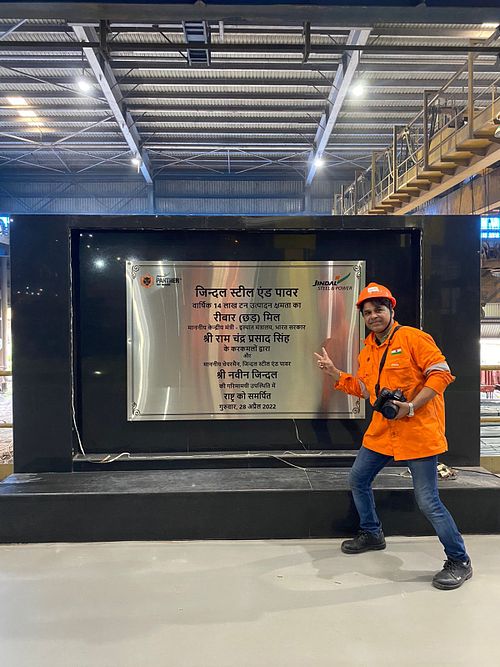 PANTHER
JINDAL
STEEL & POWER
जिन्दल स्टील एंड पावर
वार्षिक 14 लाख टन उत्पादन क्षमता का
रीबार (छड़) मिल
माननीय केन्द्रीय मंत्री - इस्पात मंत्रालय, भारत सरकार
श्री राम चंद्र प्रसाद सिंह
के करकमलों द्वारा
और
माननीय चेयरमैन, जिन्दल स्टील एंड पावर
श्री नवीन जिन्दल
की गरिमामयी उपस्थिति में
राष्ट्र को समर्पित
गुरुवार, 28 अप्रैल 2022